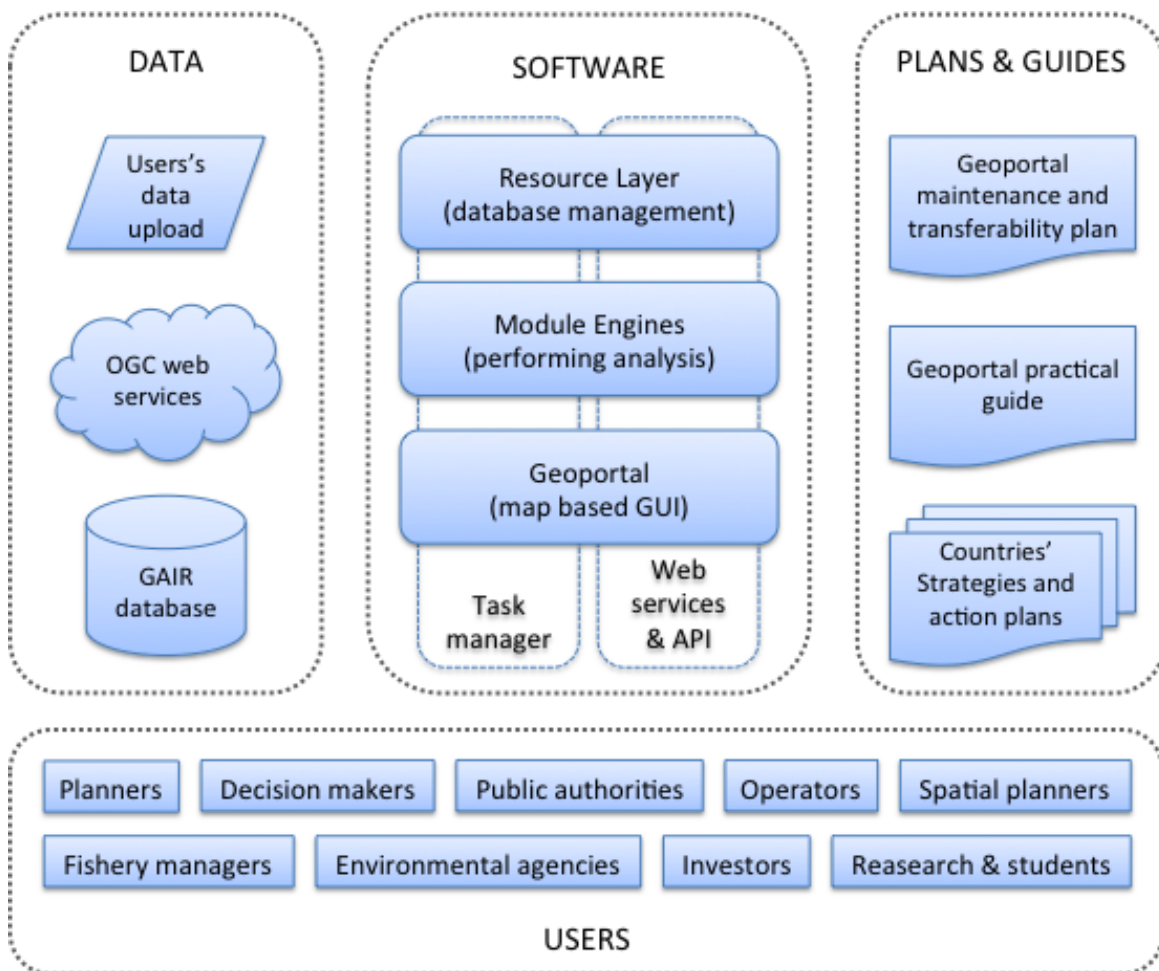 DATA
Users's
data
upload
OGC web
services
GAIR
database
SOFTWARE
Resource Layer
(database management)
Module Engines
(performing analysis)
Geoportal
(map based GUI)
Task
manager
Web
services
& API
PLANS & GUIDES
Geoportal
maintenance and
transferability plan
Geoportal practical
guide
Countries'
Strategies and
action plans
Planners
Decision makers
Public authorities
Operators
Spatial planners
Fishery managers
Environmental agencies
Investors
Reasearch & students
USERS